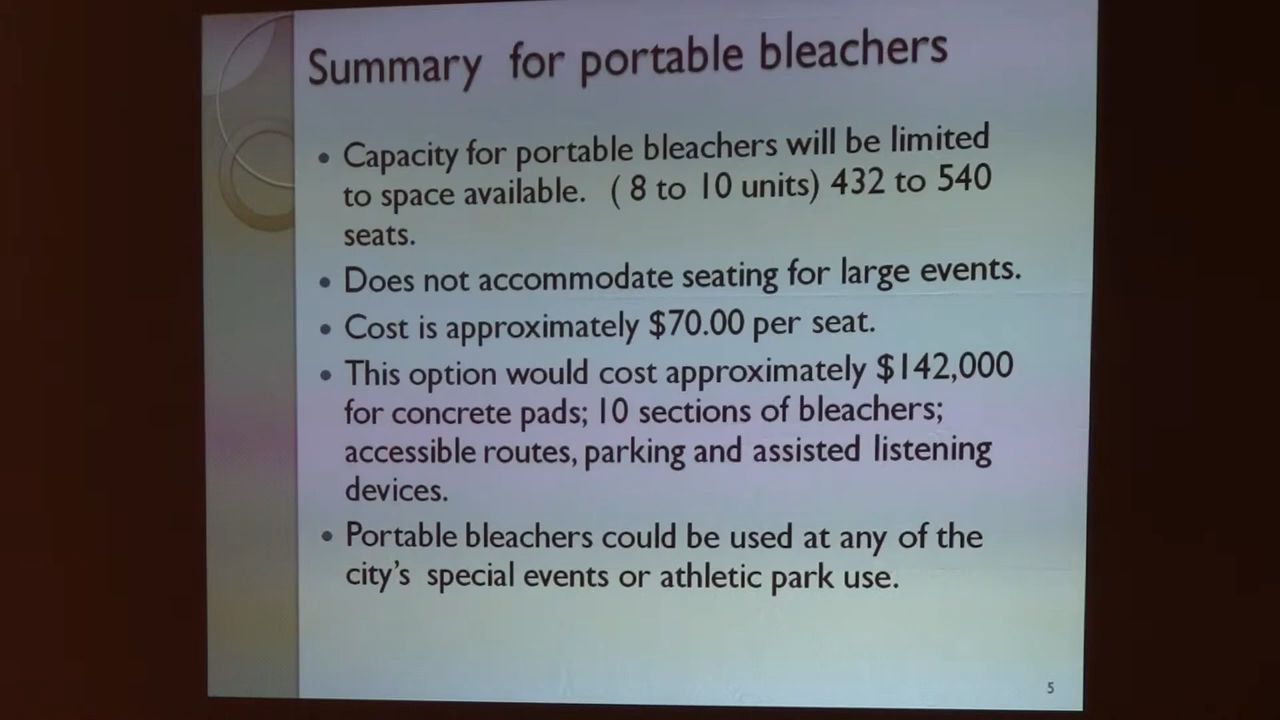 Summary for portable bleachers
• Capacity for portable bleachers will be limited
to space available. ( 8 to 10 units) 432 to 540
seats.
• Does not accommodate seating for large events.
• Cost is approximately $70.00 per seat.
• This option would cost approximately $142,000
for concrete pads; 10 sections of bleachers;
accessible routes, parking and assisted listening
devices.
• Portable bleachers could be used at any of the
city's special events or athletic park use.
5